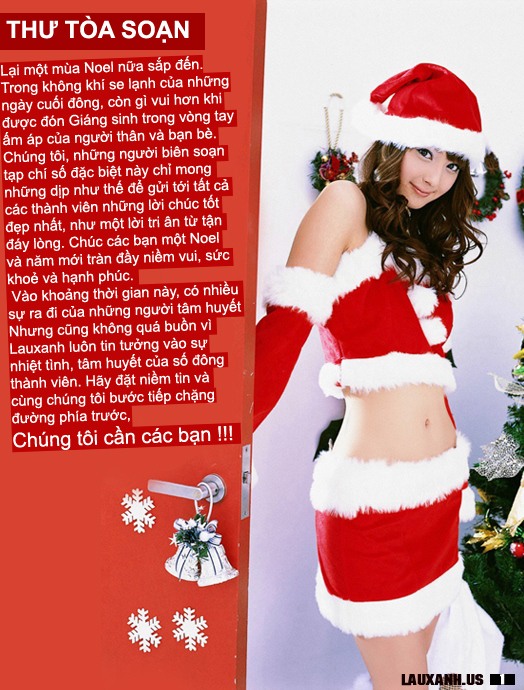 THƯ TÒA SOẠN
Lại một mùa Noel nữa sắp đến.
Trong không khí se lạnh của những
ngày cuối đông, còn gì vui hơn khi
được đón Giáng sinh trong vòng tay
ấm áp của người thân và bạn bè.
Chúng tôi, những người biên soạn
tạp chí số đặc biệt này chỉ mong
những dịp như thế để gửi tới tất cả
các thành viên những lời chúc tốt
đẹp nhất, như một lời tri ân từ tận
đáy lòng. Chúc các bạn một Noel
và năm mới tràn đầy niềm vui, sức
khoẻ và hạnh phúc.
Vào khoảng thời gian này, có nhiều
sự ra đi của những người tâm huyết
Nhưng cũng không quá buồn vì
Lauxanh luôn tin tưởng vào sự
nhiệt tình, tâm huyết của số đông
thành viên. Hãy đặt niềm tin và
cùng chúng tôi bước tiếp chặng
đường phía trước,
Chúng tôi cần các bạn !!!
LAUXANH.US